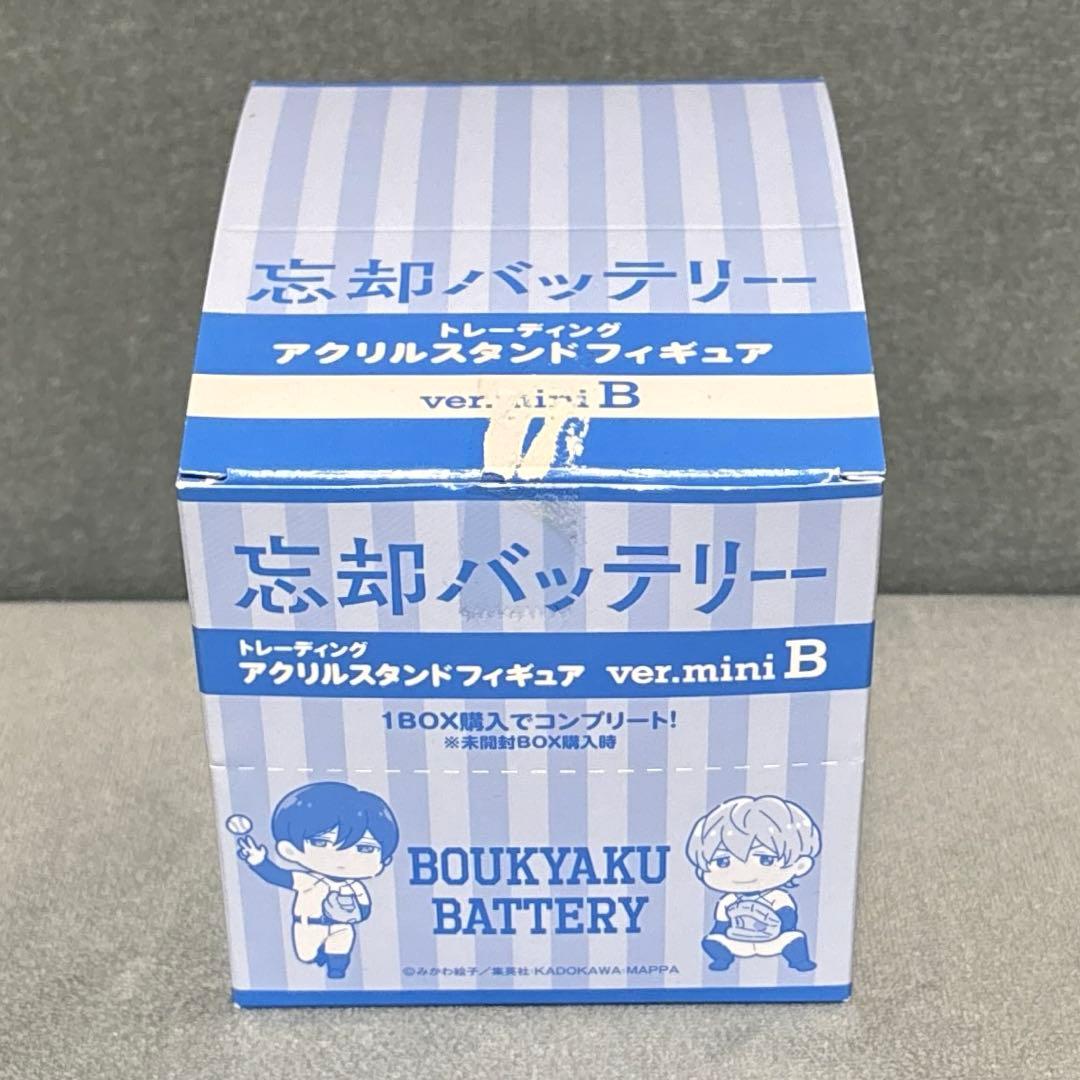 忘却バッテリー
トレーディング
アクリルスタンドフィギュア
ver.mini B
忘却バッテリー
トレーディング
アクリルスタンドフィギュア ver.mini B
1BOX購入でコンプリート!
※未開封BOX購入時
BOUKYAKU
BATTERY
©みかわ絵子/集英社・KADOKAWA・MAPPA